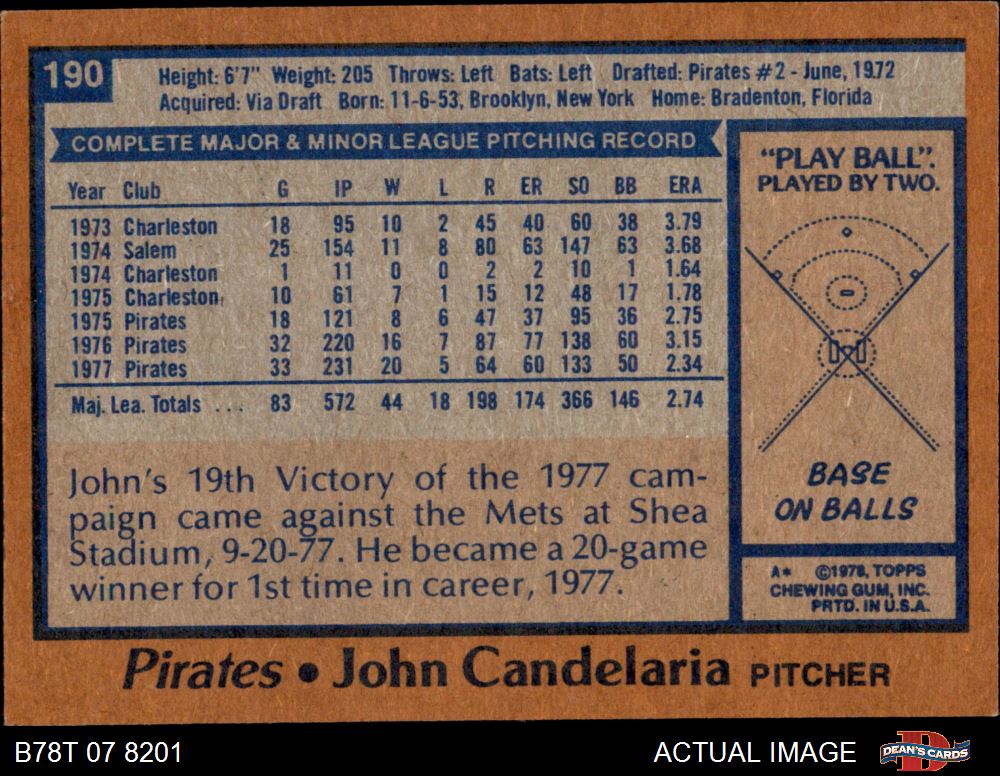 190
Height: 6'7" Weight: 205 Throws: Left Bats: Left Drafted: Pirates #2 - June, 1972
Acquired: Via Draft Born: 11-6-53, Brooklyn, New York Home: Bradenton, Florida
COMPLETE MAJOR & MINOR LEAGUE PITCHING RECORD
Year Club G IP W L R ER SO BB ERA
1973 Charleston 18 95 10 2 45 40 60 38 3.79
1974 Salem 25 154 11 8 80 63 147 63 3.68
1974 Charleston 1 11 0 0 2 2 10 1 1.64
1975 Charleston 10 61 7 1 15 12 48 17 1.78
1975 Pirates 18 121 8 6 47 37 95 36 2.75
1976 Pirates 32 220 16 7 87 77 138 60 3.15
1977 Pirates 33 231 20 5 64 60 133 50 2.34
Maj. Lea. Totals ... 83 572 44 18 198 174 366 146 2.74
John's 19th Victory of the 1977 cam-
paign came against the Mets at Shea
Stadium, 9-20-77. He became a 20-game
winner for 1st time in career, 1977.
"PLAY BALL".
PLAYED BY TWO.
BASE
ON BALLS
A* ©1978, TOPPS
CHEWING GUM, INC.
PRTD. IN U.S.A.
Pirates • John Candelaria PITCHER
B78T 07 8201
ACTUAL IMAGE
DEAN'S CARDS